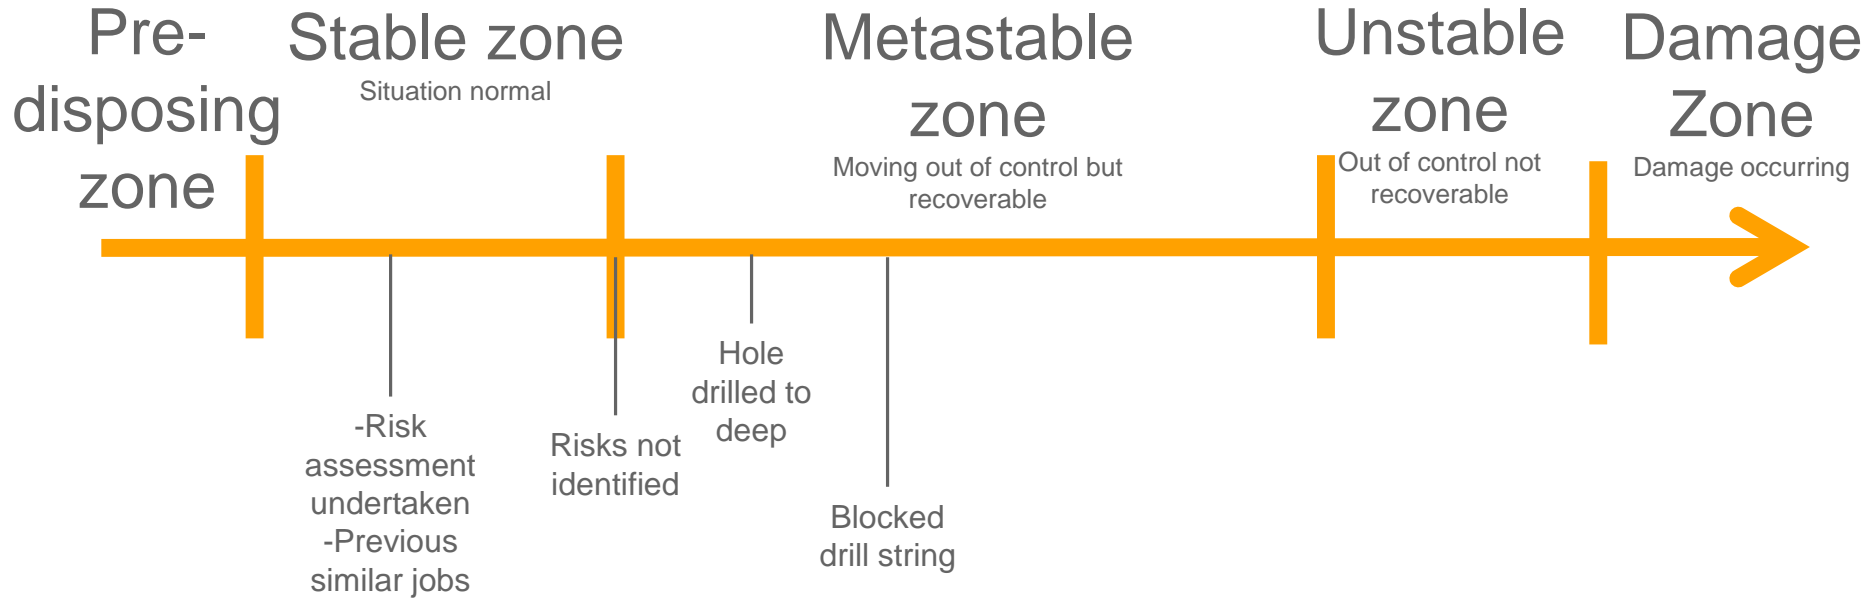 Pre-
disposing
zone
Stable zone
Situation normal
Metastable
zone
Moving out of control but
recoverable
Unstable
zone
Out of control not
recoverable
Damage
Zone
Damage occurring
-Risk
assessment
undertaken
-Previous
similar jobs
Risks not
identified
Hole
drilled to
deep
Blocked
drill string